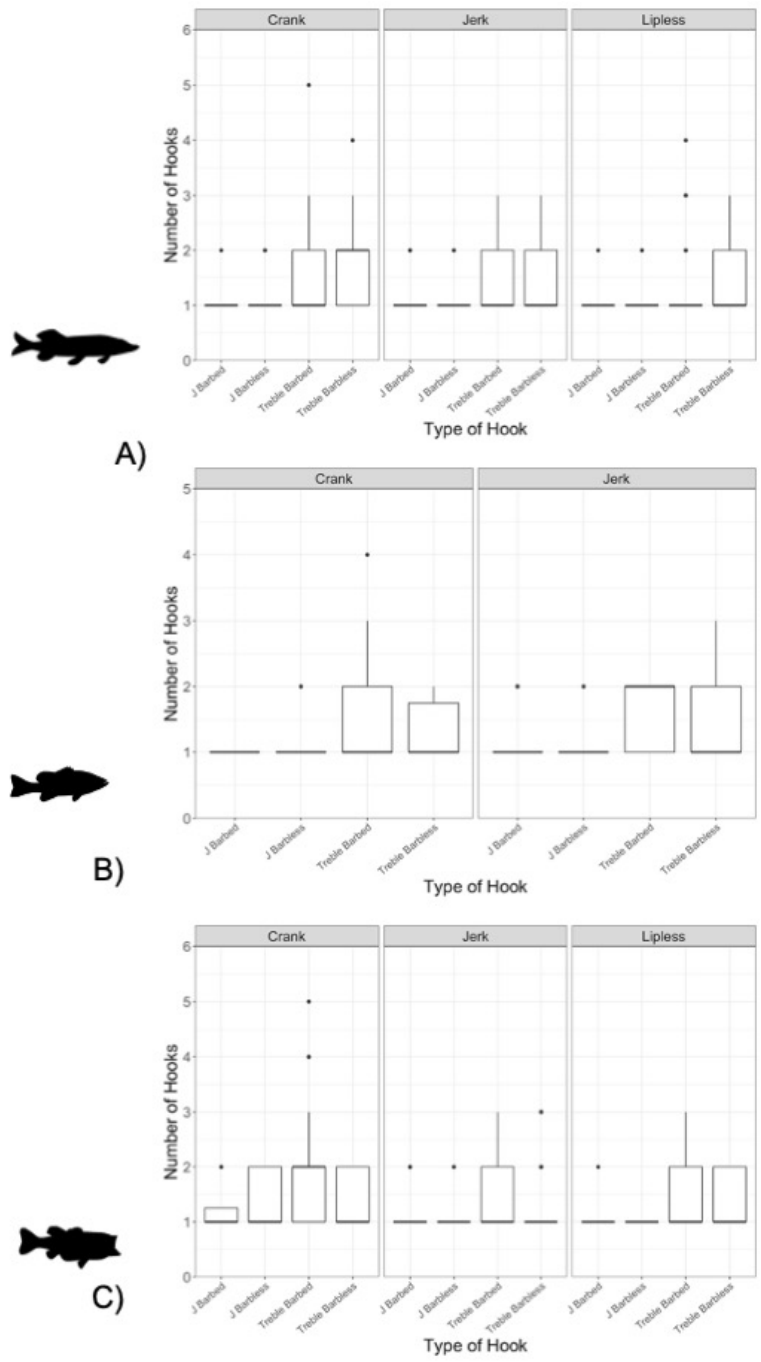 Crank Jerk Lipless
6
5
4
3
2
1
0
Number of Hooks
J Barbed J Barbless Treble Barbed Treble Barbless J Barbed J Barbless Treble Barbed Treble Barbless J Barbed J Barbless Treble Barbed Treble Barbless
Type of Hook
A)
Crank Jerk
5
4
3
2
1
0
Number of Hooks
J Barbed J Barbless Treble Barbed Treble Barbless J Barbed J Barbless Treble Barbed Treble Barbless
Type of Hook
B)
Crank Jerk Lipless
6
5
4
3
2
1
0
Number of Hooks
J Barbed J Barbless Treble Barbed Treble Barbless J Barbed J Barbless Treble Barbed Treble Barbless J Barbed J Barbless Treble Barbed Treble Barbless
Type of Hook
C)